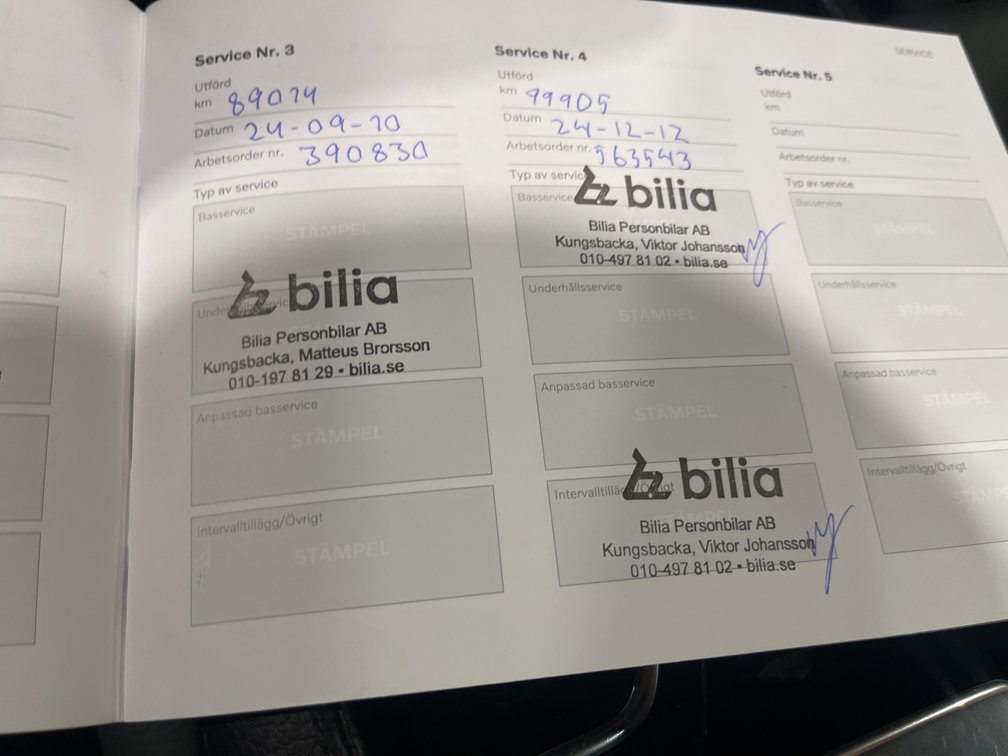 SERVICE
Service Nr. 3
Utförd
km 89074
Datum 24-09-10
Arbetsorder nr. 390830
Typ av service
Basservice
STÄMPEL
bilia
Bilia Personbilar AB
Kungsbacka, Matteus Brorsson
010-197 81 29 • bilia.se
Anpassad basservice
STÄMPEL
Intervalltillägg/Övrigt
STÄMPEL
Service Nr. 4
Utförd
km 99905
Datum 24-12-12
Arbetsorder nr. 563543
Typ av servic
Basservice
bilia
Bilia Personbilar AB
Kungsbacka, Viktor Johansson
010-497 81 02 • bilia.se
Underhållsservice
STÄMPEL
Anpassad basservice
STÄMPEL
bilia
Bilia Personbilar AB
Kungsbacka, Viktor Johansson
010-497 81 02 • bilia.se
Service Nr. 5
Utförd
km
Datum
Arbetsorder nr.
Typ av service
Basservice
STÄMPEL
Underhållsservice
STÄMPEL
Anpassad basservice
STÄMPEL
Intervalltillägg/Övrigt
STÄMP